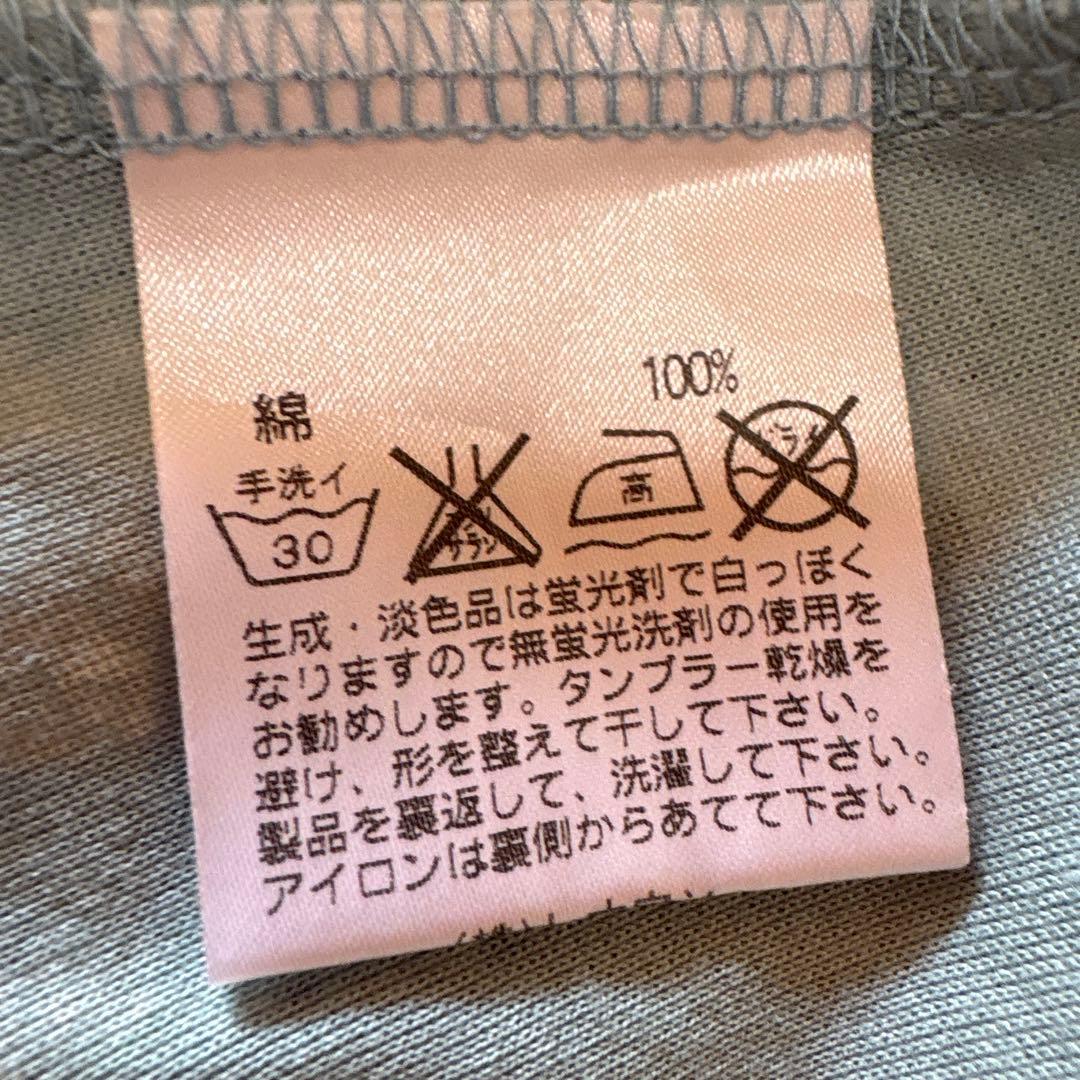 綿 100%
手洗イ
30
高
ドライ
生成・淡色品は蛍光剤で白っぽく
なりますので無蛍光洗剤の使用を
お勧めします。タンブラー乾燥を
避け、形を整えて干して下さい。
製品を裏返して、洗濯して下さい。
アイロンは裏側からあてて下さい。